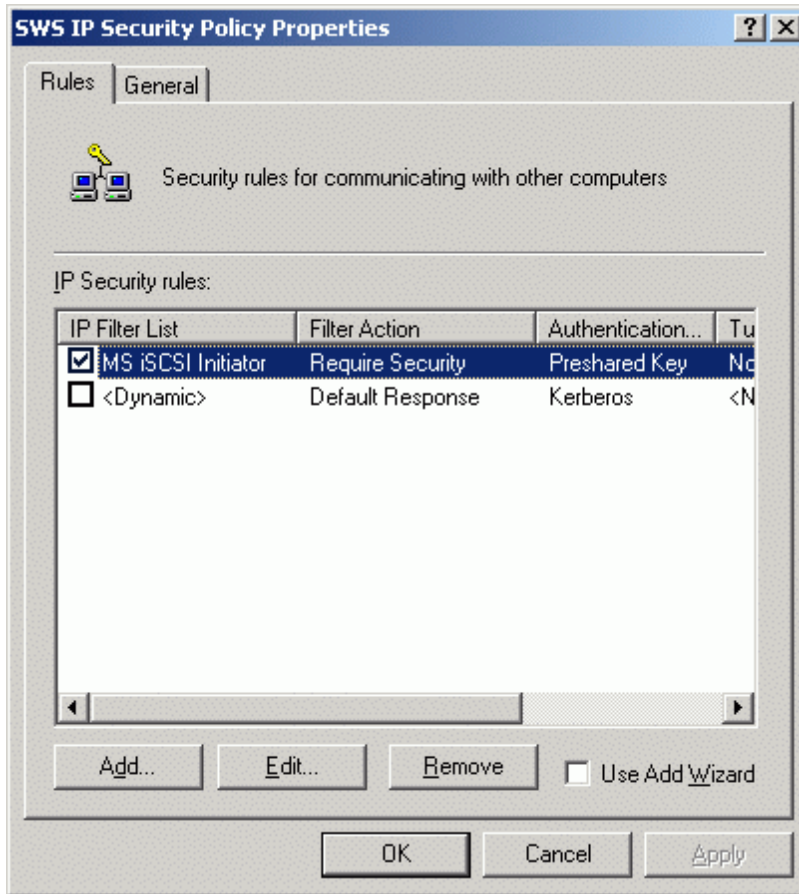 SWS IP Security Policy Properties
Rules General
Security rules for communicating with other computers
IP Security rules:
IP Filter List Filter Action Authentication... Tu
MS iSCSI Initiator Require Security Preshared Key No
<Dynamic> Default Response Kerberos <N
Add... Edit... Remove Use Add Wizard
OK Cancel Apply